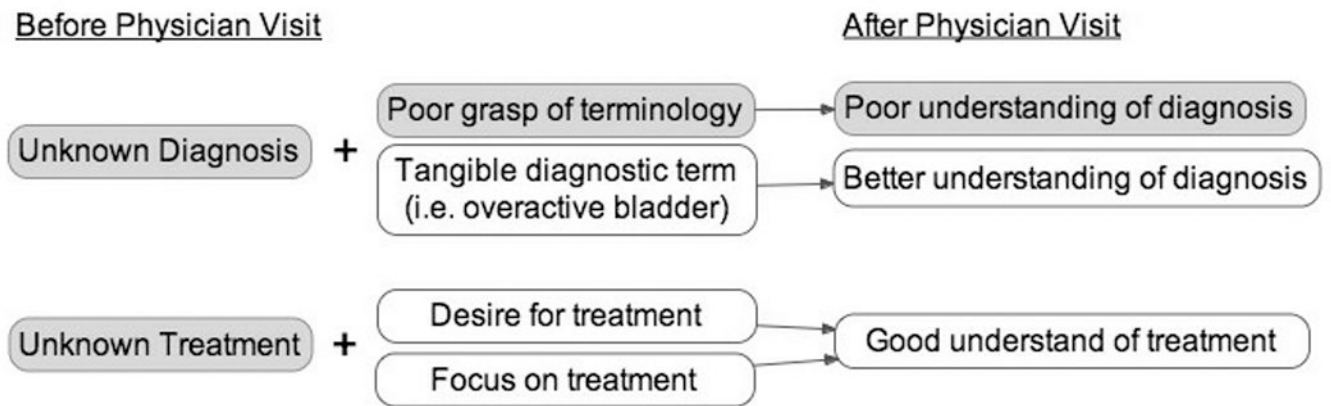 Before Physician Visit
After Physician Visit
Poor grasp of terminology
Poor understanding of diagnosis
Unknown Diagnosis
+
Tangible diagnostic term
(i.e. overactive bladder)
Better understanding of diagnosis
Desire for treatment
Unknown Treatment
+
Good understand of treatment
Focus on treatment